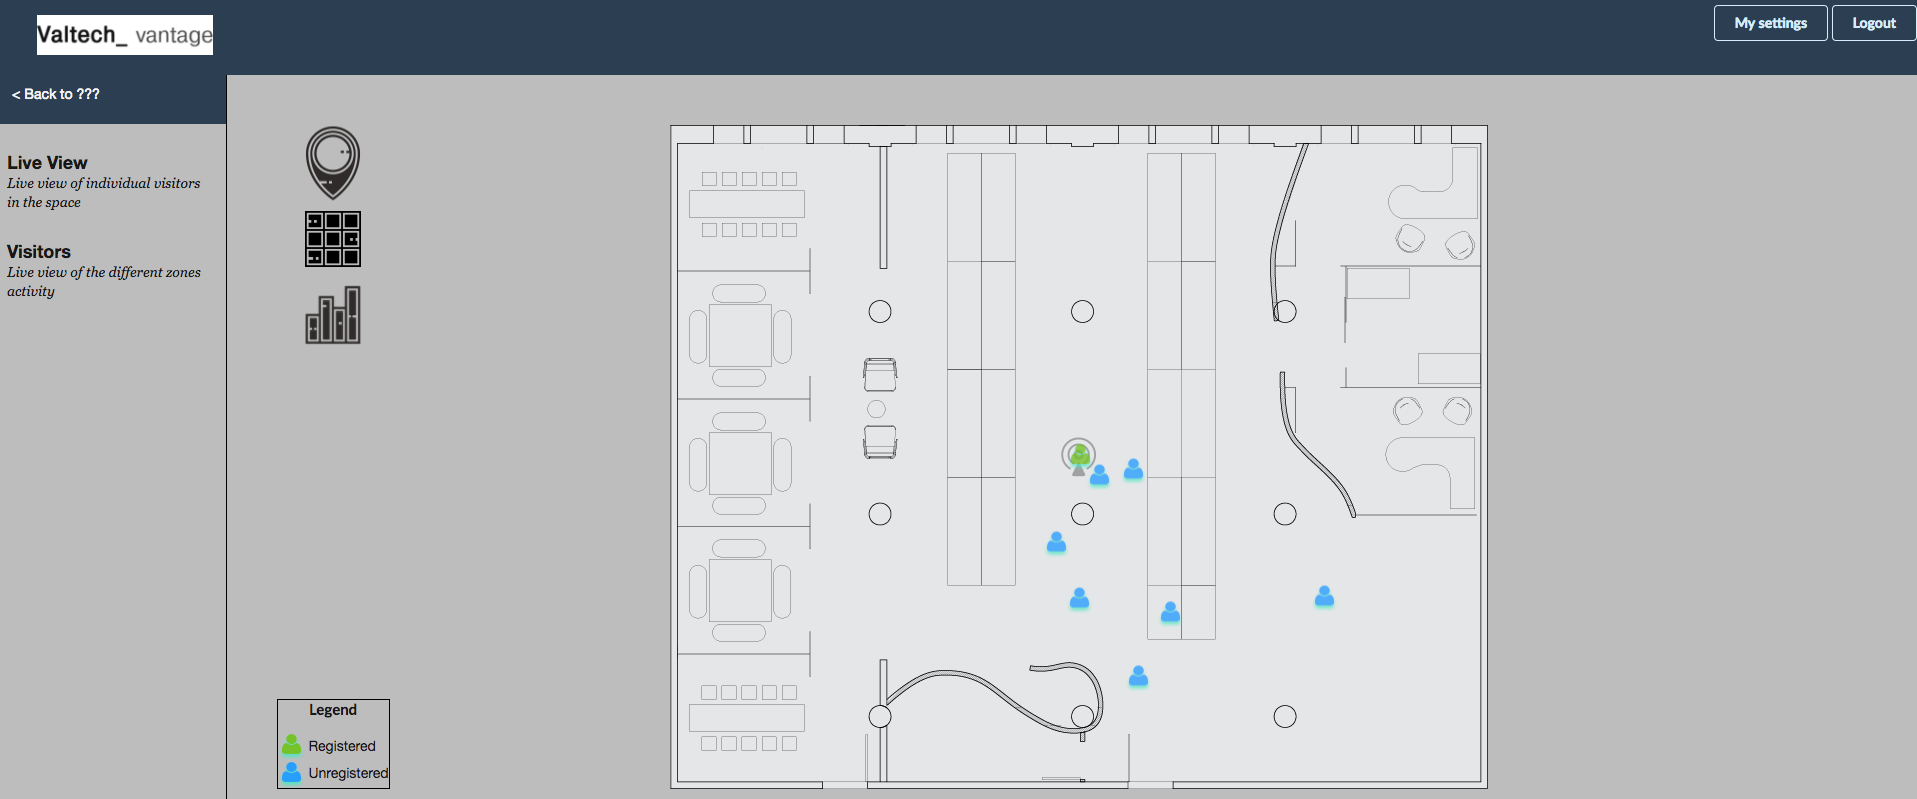 Valtech_ vantage
My settings
Logout
< Back to ???
Live View
Live view of individual visitors
in the space
Visitors
Live view of the different zones
activity
Legend
Registered
Unregistered